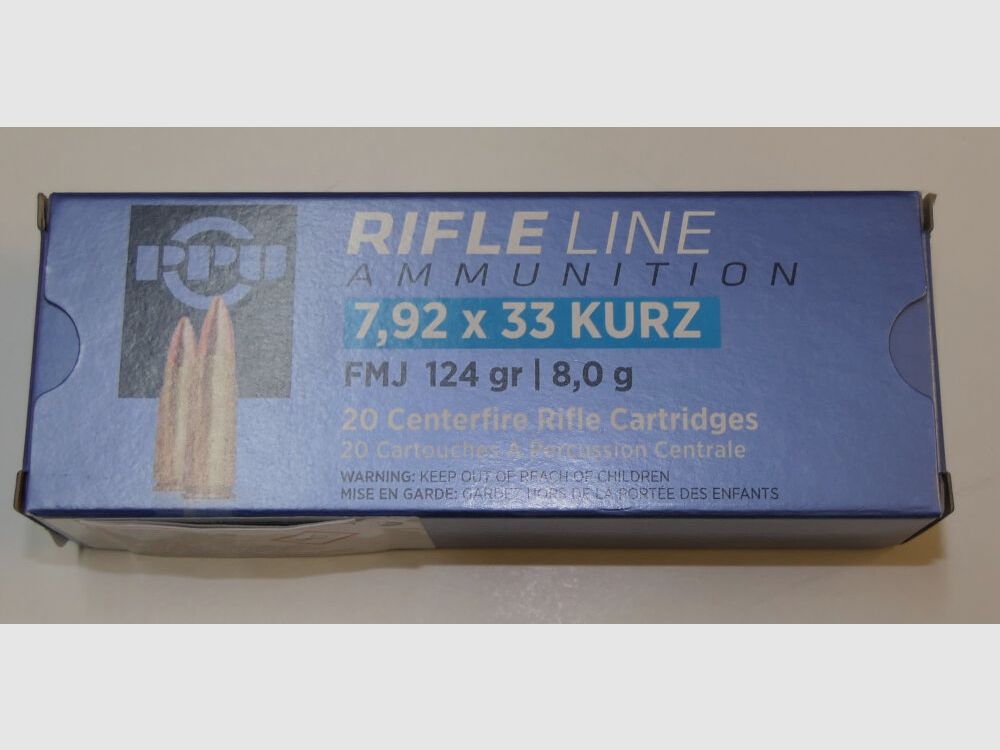 PPU
RIFLE LINE
AMMUNITION
7,92 x 33 KURZ
FMJ 124 gr | 8,0 g
20 Centerfire Rifle Cartridges
20 Cartouches A Percussion Centrale
WARNING: KEEP OUT OF REACH OF CHILDREN
MISE EN GARDE: GARDEZ HORS DE LA PORTÉE DES ENFANTS